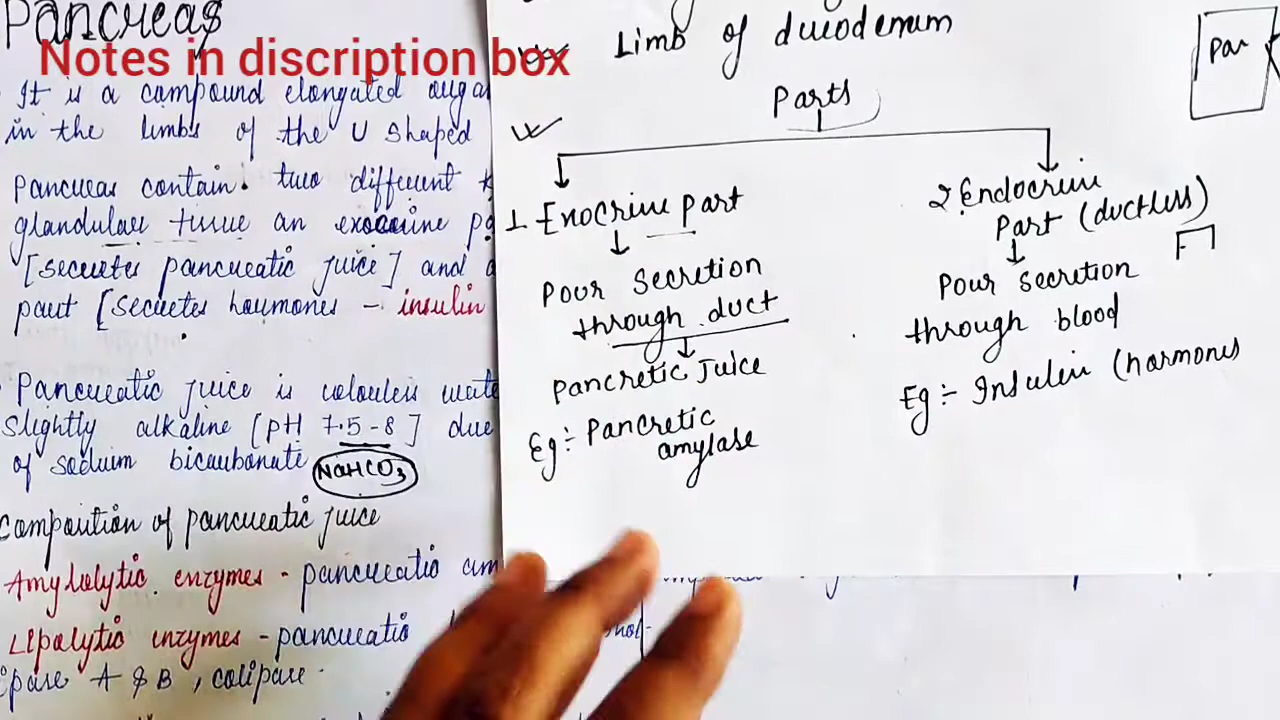 Pancreas
Notes in discription box
It is a compound elongated
in the limbs of the U shaped
Pancreas contain two different
glandular tissue an exocrine
[secretes pancreatic juice] and
part [secretes hormones - insulin
Pancreatic juice is colourless
slightly alkaline [pH 7.5-8] due
of soduim bicarbonate NaHCO3
Composition of pancreatic juice
Amylolytic enzymes - pancreatic
Lipolytic enzymes - pancreatic
A & B, colipase
Limb of duodenum
Parts
1 Exocrine part
Pour secretion
through duct
Pancretic Juice
Eg:- Pancretic
amylase
2 Endocrine
Part (ductless)
Pour secretion
through blood
Eg:- Insulin (harmones
Par